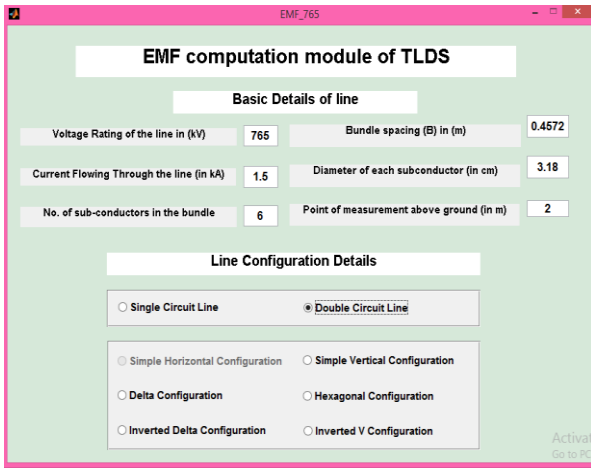 EMF_765
EMF computation module of TLDS
Basic Details of line
Voltage Rating of the line in (kV) 765 Bundle spacing (B) in (m) 0.4572
Current Flowing Through the line (in kA) 1.5 Diameter of each subconductor (in cm) 3.18
No. of sub-conductors in the bundle 6 Point of measurement above ground (in m) 2
Line Configuration Details
Single Circuit Line Double Circuit Line
Simple Horizontal Configuration Simple Vertical Configuration
Delta Configuration Hexagonal Configuration
Inverted Delta Configuration Inverted V Configuration
Activat
Go to PC